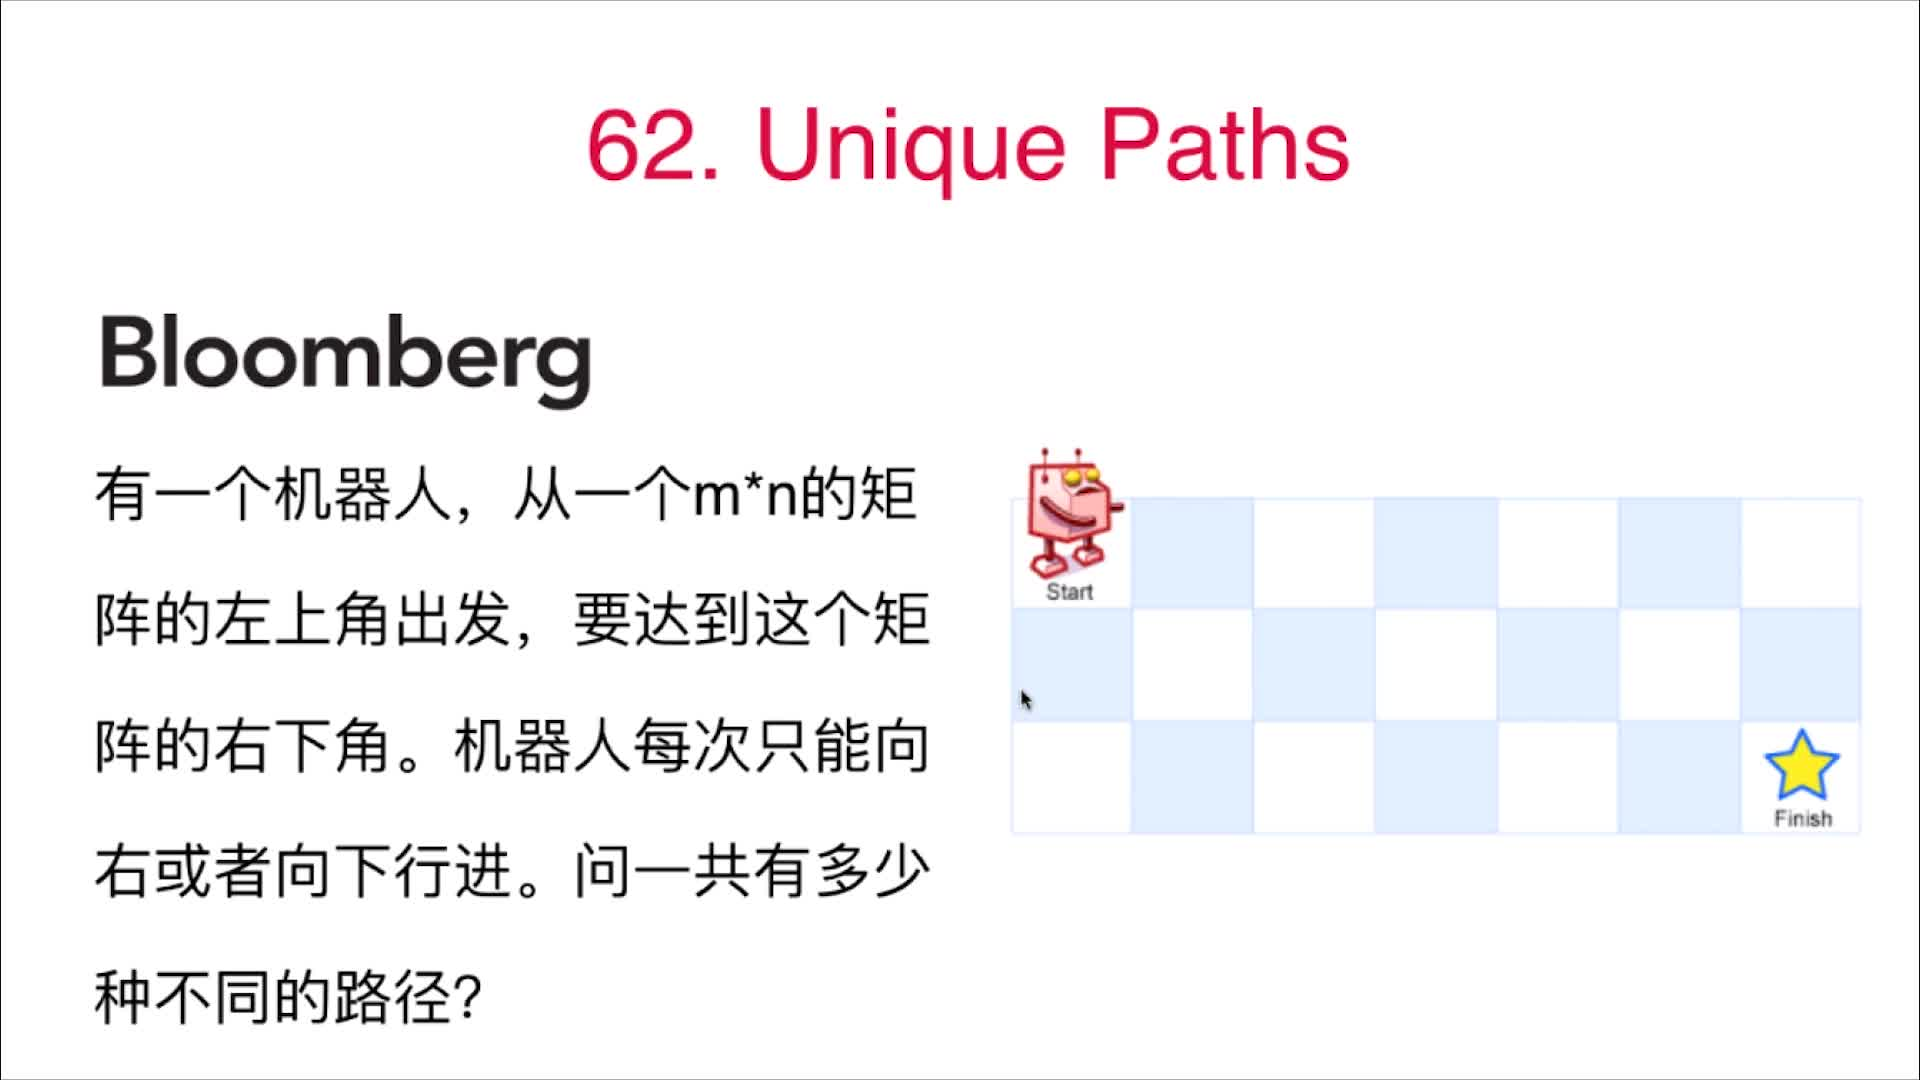 62. Unique Paths
Bloomberg
有一个机器人，从一个m*n的矩
阵的左上角出发，要达到这个矩
阵的右下角。机器人每次只能向
右或者向下行进。问一共有多少
种不同的路径？
Start
Finish